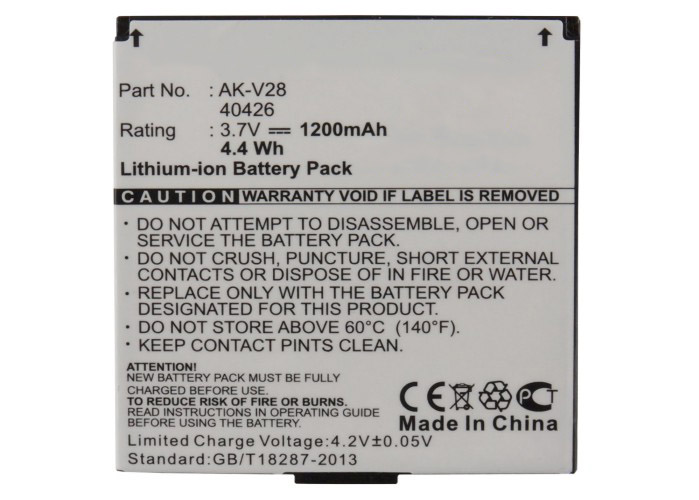 Part No. : AK-V28
40426
Rating : 3.7V 1200mAh
4.4 Wh
Lithium-ion Battery Pack
CAUTION WARRANTY VOID IF LABEL IS REMOVED
• DO NOT ATTEMPT TO DISASSEMBLE, OPEN OR
SERVICE THE BATTERY PACK.
• DO NOT CRUSH, PUNCTURE, SHORT EXTERNAL
CONTACTS OR DISPOSE OF IN FIRE OR WATER.
• REPLACE ONLY WITH A BATTERY PACK
DESIGNATED FOR THIS PRODUCT.
• DO NOT STORE ABOVE 60°C (140°F).
• KEEP CONTACT PINTS CLEAN.
ATTENTION!
NEW BATTERY PACK MUST BE FULLY
CHARGED BEFORE USE.
TO REDUCE RISK OF FIRE OR BURNS.
READ INSTRUCTIONS IN OPERATING GUIDE
BEFORE USING THE BATTERY PACK.
CE PCT
Made In China
Limited Charge Voltage:4.2V±0.05V
Standard:GB/T18287-2013